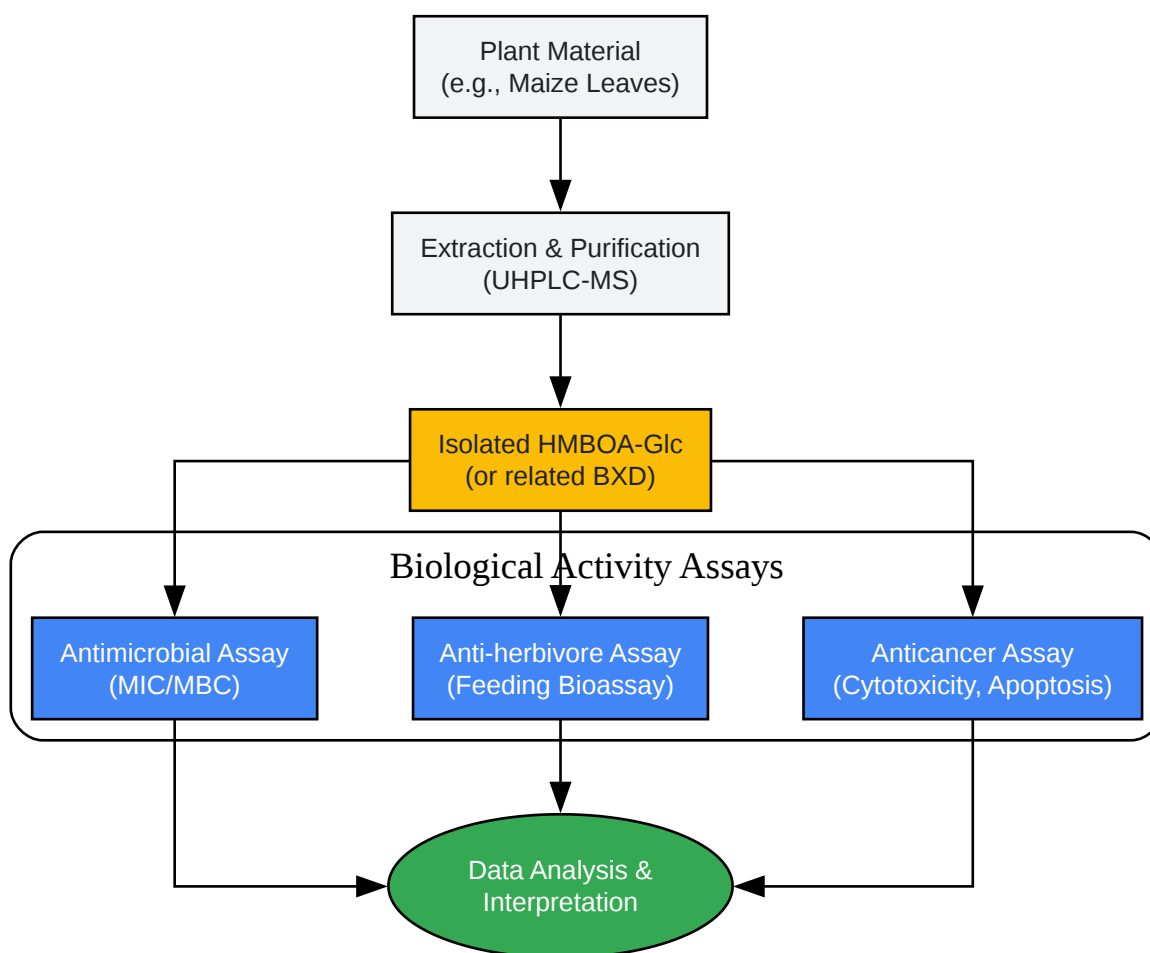 Plant Material
(e.g., Maize Leaves)
Extraction & Purification
(UHPLC-MS)
Isolated HMBOA-Glc
(or related BXD)
Biological Activity Assays
Antimicrobial Assay
(MIC/MBC)
Anti-herbivore Assay
(Feeding Bioassay)
Anticancer Assay
(Cytotoxicity, Apoptosis)
Data Analysis &
Interpretation